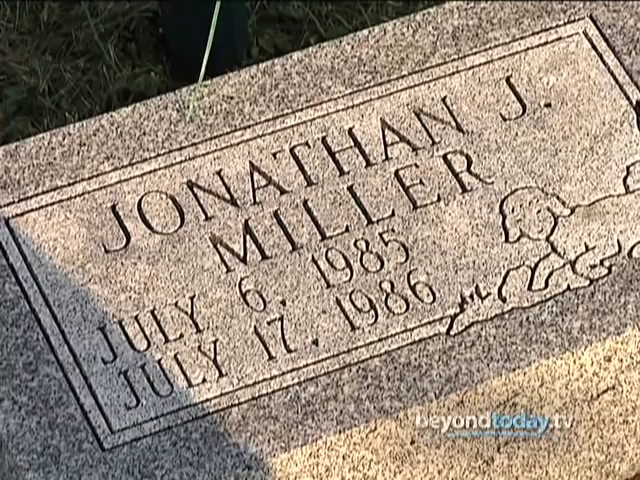 JONATHAN J.
MILLER
JULY 6, 1985
JULY 17, 1986
beyondtoday.tv